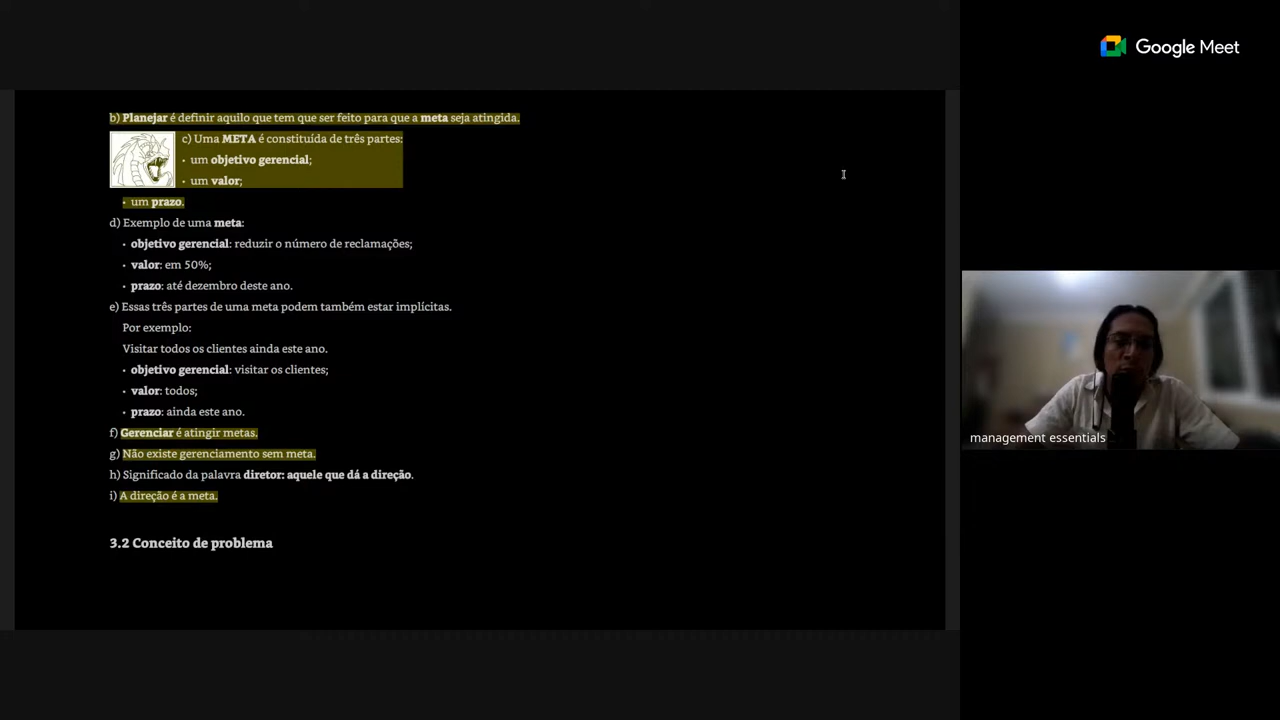 Google Meet
b) Planejar é definir aquilo que tem que ser feito para que a meta seja atingida.
c) Uma META é constituída de três partes:
• um objetivo gerencial;
• um valor;
• um prazo.
d) Exemplo de uma meta:
• objetivo gerencial: reduzir o número de reclamações;
• valor: em 50%;
• prazo: até dezembro deste ano.
e) Essas três partes de uma meta podem também estar implícitas.
Por exemplo:
Visitar todos os clientes ainda este ano.
• objetivo gerencial: visitar os clientes;
• valor: todos;
• prazo: ainda este ano.
f) Gerenciar é atingir metas.
g) Não existe gerenciamento sem meta.
h) Significado da palavra diretor: aquele que dá a direção.
i) A direção é a meta.
3.2 Conceito de problema
management essentials